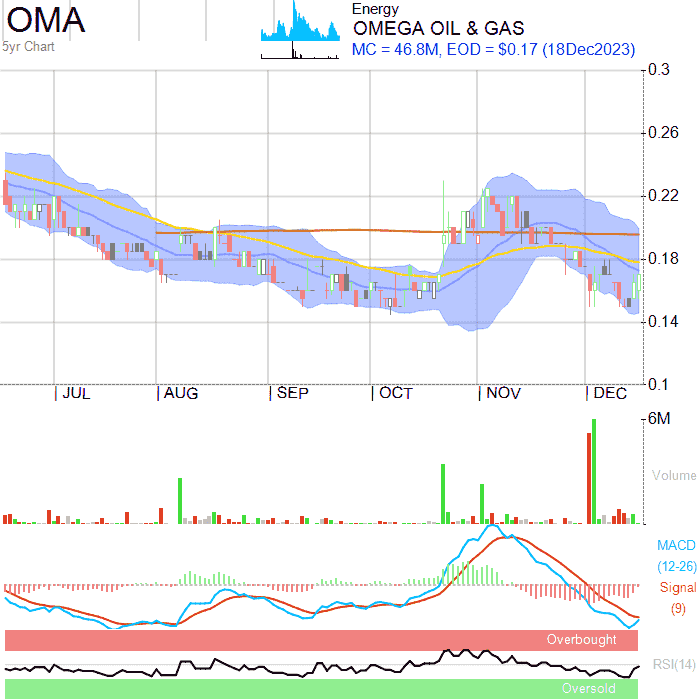 OMA
5yr Chart
Energy
OMEGA OIL & GAS
MC = 46.8M, EOD = $0.17 (18Dec2023)
0.3
0.26
0.22
0.18
0.14
0.1
JUL AUG SEP OCT NOV DEC
6M
Volume
MACD
(12-26)
Signal
(9)
Overbought
RSI(14)
Oversold